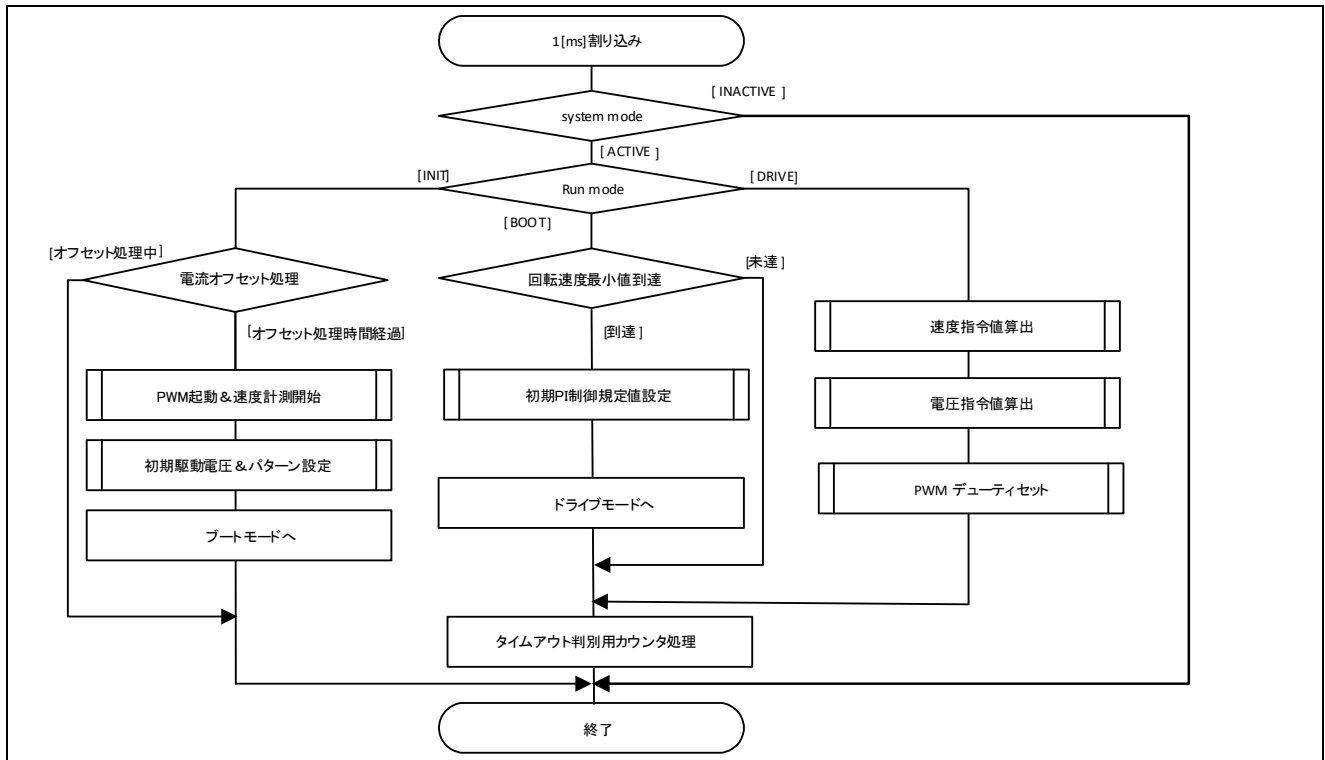 1[ms]割り込み
[ INACTIVE ]
system mode
[ ACTIVE ]
[INIT]
Run mode
[ DRIVE]
[BOOT]
[オフセット処理中]
電流オフセット処理
回転速度最小値到達
[未達]
[オフセット処理時間経過]
[到達]
速度指令値算出
PWM起動&速度計測開始
初期PI制御規定値設定
電圧指令値算出
初期駆動電圧&パターン設定
ドライブモードへ
PWM デューティセット
ブートモードへ
タイムアウト判別用カウンタ処理
終了